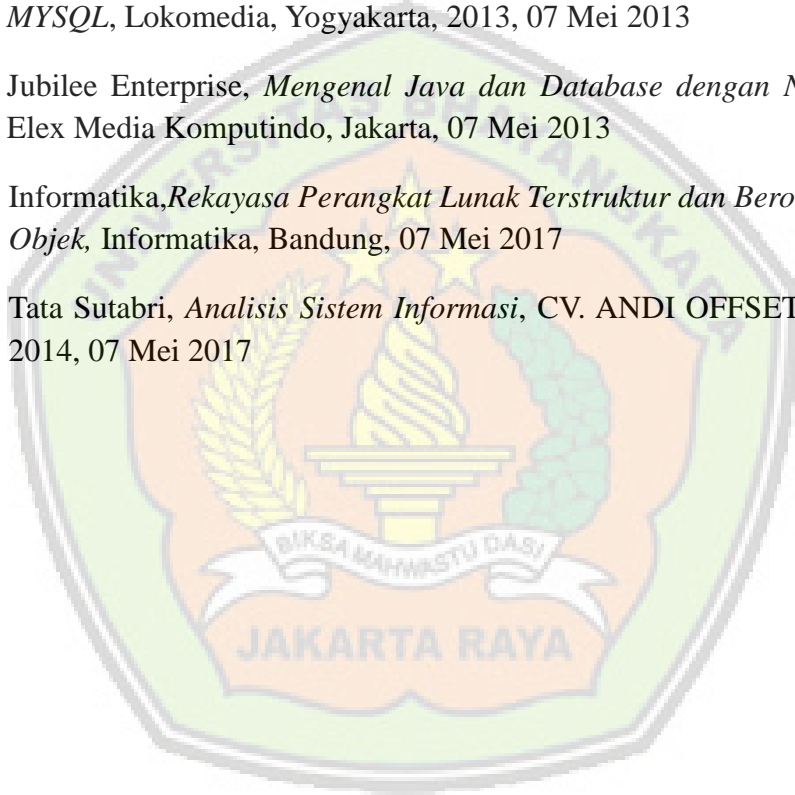 MYSQL, Lokomedia, Yogyakarta, 2013, 07 Mei 2013
Jubilee Enterprise, Mengenal Java dan Database dengan N
Elex Media Komputindo, Jakarta, 07 Mei 2013
Informatika,Rekayasa Perangkat Lunak Terstruktur dan Bero
Objek, Informatika, Bandung, 07 Mei 2017
Tata Sutabri, Analisis Sistem Informasi, CV. ANDI OFFSET
2014, 07 Mei 2017
UNIVERSITAS BHAYANGKARA
BIKSA MAHWASTU DASI
JAKARTA RAYA